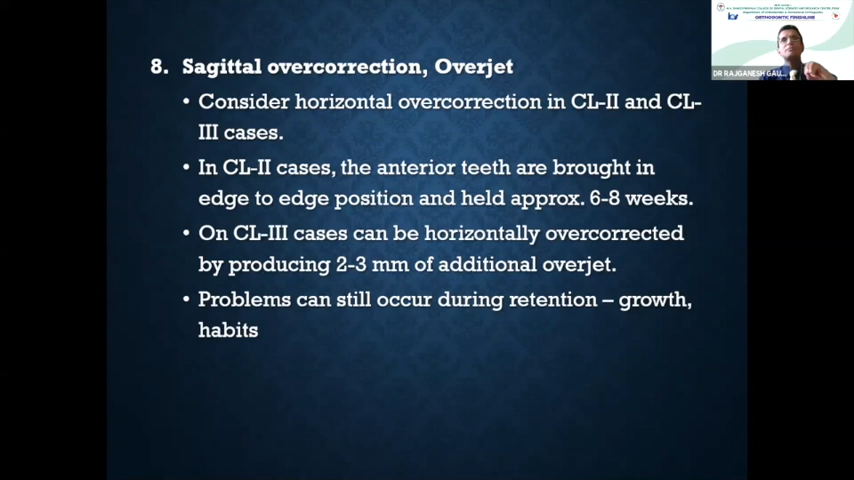 8. Sagittal overcorrection, Overjet
• Consider horizontal overcorrection in CL-II and CL-
III cases.
• In CL-II cases, the anterior teeth are brought in
edge to edge position and held approx. 6-8 weeks.
• On CL-III cases can be horizontally overcorrected
by producing 2-3 mm of additional overjet.
• Problems can still occur during retention – growth,
habits
ORTHODONTIC FINISHLINE
DR RAJGANESH GAU...